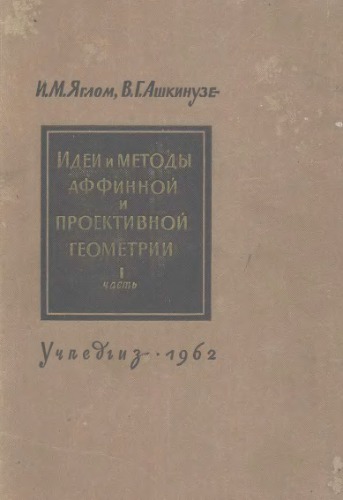 И.М.Яглом, В.Г.Ашкинузе
Идеи и методы
аффинной
и
проективной
геометрии
I
часть
Учпедгиз · 1962